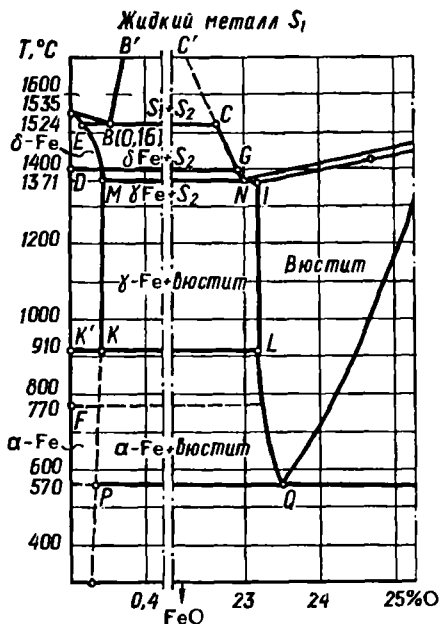 Жидкий металл S₁
T,°C
B'
C'
1600
1535
S₁+S₂
C
1524
E
B(0,16)
δ-Fe
δFe+S₂
G
1400
D
1371
M
γFe+S₂
N
I
1200
Вюстит
γ-Fe+вюстит
1000
K'
K
L
910
800
770
F
α-Fe
α-Fe+вюстит
600
570
P
Q
400
0,4
23
24
25%O
FeO